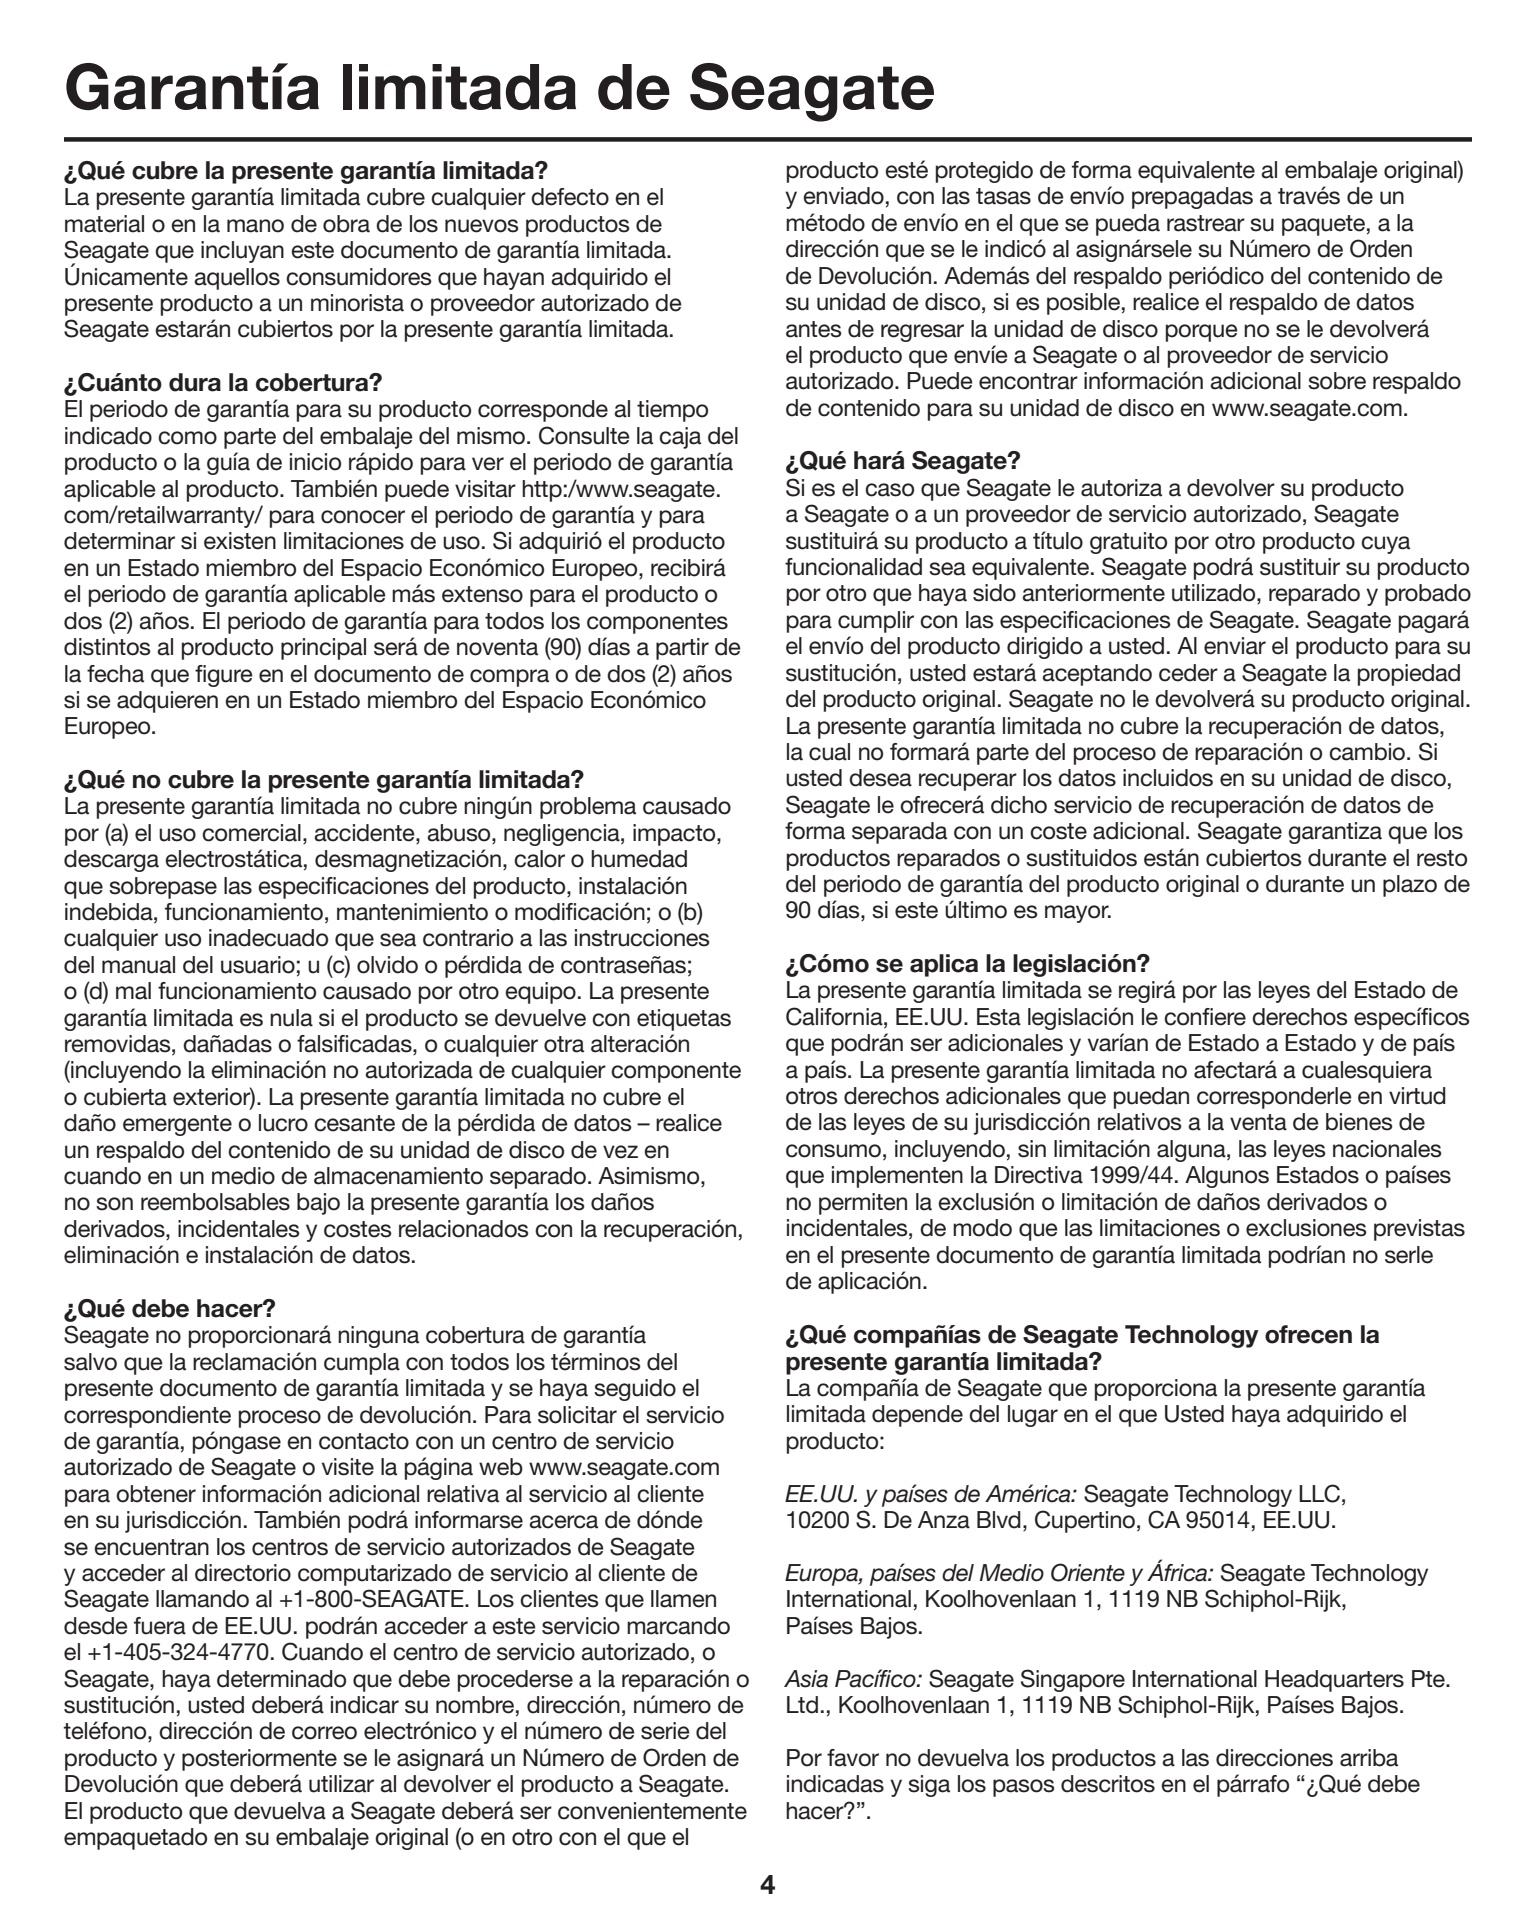 Garantía limitada de Seagate
¿Qué cubre la presente garantía limitada?
La presente garantía limitada cubre cualquier defecto en el
material o en la mano de obra de los nuevos productos de
Seagate que incluyan este documento de garantía limitada.
Únicamente aquellos consumidores que hayan adquirido el
presente producto a un minorista o proveedor autorizado de
Seagate estarán cubiertos por la presente garantía limitada.
¿Cuánto dura la cobertura?
El periodo de garantía para su producto corresponde al tiempo
indicado como parte del embalaje del mismo. Consulte la caja del
producto o la guía de inicio rápido para ver el periodo de garantía
aplicable al producto. También puede visitar http:/www.seagate.
com/retailwarranty/ para conocer el periodo de garantía y para
determinar si existen limitaciones de uso. Si adquirió el producto
en un Estado miembro del Espacio Económico Europeo, recibirá
el periodo de garantía aplicable más extenso para el producto o
dos (2) años. El periodo de garantía para todos los componentes
distintos al producto principal será de noventa (90) días a partir de
la fecha que figure en el documento de compra o de dos (2) años
si se adquieren en un Estado miembro del Espacio Económico
Europeo.
¿Qué no cubre la presente garantía limitada?
La presente garantía limitada no cubre ningún problema causado
por (a) el uso comercial, accidente, abuso, negligencia, impacto,
descarga electrostática, desmagnetización, calor o humedad
que sobrepase las especificaciones del producto, instalación
indebida, funcionamiento, mantenimiento o modificación; o (b)
cualquier uso inadecuado que sea contrario a las instrucciones
del manual del usuario; u (c) olvido o pérdida de contraseñas;
o (d) mal funcionamiento causado por otro equipo. La presente
garantía limitada es nula si el producto se devuelve con etiquetas
removidas, dañadas o falsificadas, o cualquier otra alteración
(incluyendo la eliminación no autorizada de cualquier componente
o cubierta exterior). La presente garantía limitada no cubre el
daño emergente o lucro cesante de la pérdida de datos – realice
un respaldo del contenido de su unidad de disco de vez en
cuando en un medio de almacenamiento separado. Asimismo,
no son reembolsables bajo la presente garantía los daños
derivados, incidentales y costes relacionados con la recuperación,
eliminación e instalación de datos.
¿Qué debe hacer?
Seagate no proporcionará ninguna cobertura de garantía
salvo que la reclamación cumpla con todos los términos del
presente documento de garantía limitada y se haya seguido el
correspondiente proceso de devolución. Para solicitar el servicio
de garantía, póngase en contacto con un centro de servicio
autorizado de Seagate o visite la página web www.seagate.com
para obtener información adicional relativa al servicio al cliente
en su jurisdicción. También podrá informarse acerca de dónde
se encuentran los centros de servicio autorizados de Seagate
y acceder al directorio computarizado de servicio al cliente de
Seagate llamando al +1-800-SEAGATE. Los clientes que llamen
desde fuera de EE.UU. podrán acceder a este servicio marcando
el +1-405-324-4770. Cuando el centro de servicio autorizado, o
Seagate, haya determinado que debe procederse a la reparación o
sustitución, usted deberá indicar su nombre, dirección, número de
teléfono, dirección de correo electrónico y el número de serie del
producto y posteriormente se le asignará un Número de Orden de
Devolución que deberá utilizar al devolver el producto a Seagate.
El producto que devuelva a Seagate deberá ser convenientemente
empaquetado en su embalaje original (o en otro con el que el
producto esté protegido de forma equivalente al embalaje original)
y enviado, con las tasas de envío prepagadas a través de un
método de envío en el que se pueda rastrear su paquete, a la
dirección que se le indicó al asignársele su Número de Orden
de Devolución. Además del respaldo periódico del contenido de
su unidad de disco, si es posible, realice el respaldo de datos
antes de regresar la unidad de disco porque no se le devolverá
el producto que envíe a Seagate o al proveedor de servicio
autorizado. Puede encontrar información adicional sobre respaldo
de contenido para su unidad de disco en www.seagate.com.
¿Qué hará Seagate?
Si es el caso que Seagate le autoriza a devolver su producto
a Seagate o a un proveedor de servicio autorizado, Seagate
sustituirá su producto a título gratuito por otro producto cuya
funcionalidad sea equivalente. Seagate podrá sustituir su producto
por otro que haya sido anteriormente utilizado, reparado y probado
para cumplir con las especificaciones de Seagate. Seagate pagará
el envío del producto dirigido a usted. Al enviar el producto para su
sustitución, usted estará aceptando ceder a Seagate la propiedad
del producto original. Seagate no le devolverá su producto original.
La presente garantía limitada no cubre la recuperación de datos,
la cual no formará parte del proceso de reparación o cambio. Si
usted desea recuperar los datos incluidos en su unidad de disco,
Seagate le ofrecerá dicho servicio de recuperación de datos de
forma separada con un coste adicional. Seagate garantiza que los
productos reparados o sustituidos están cubiertos durante el resto
del periodo de garantía del producto original o durante un plazo de
90 días, si este último es mayor.
¿Cómo se aplica la legislación?
La presente garantía limitada se regirá por las leyes del Estado de
California, EE.UU. Esta legislación le confiere derechos específicos
que podrán ser adicionales y varían de Estado a Estado y de país
a país. La presente garantía limitada no afectará a cualesquiera
otros derechos adicionales que puedan corresponderle en virtud
de las leyes de su jurisdicción relativos a la venta de bienes de
consumo, incluyendo, sin limitación alguna, las leyes nacionales
que implementen la Directiva 1999/44. Algunos Estados o países
no permiten la exclusión o limitación de daños derivados o
incidentales, de modo que las limitaciones o exclusiones previstas
en el presente documento de garantía limitada podrían no serle
de aplicación.
¿Qué compañías de Seagate Technology ofrecen la
presente garantía limitada?
La compañía de Seagate que proporciona la presente garantía
limitada depende del lugar en el que Usted haya adquirido el
producto:
EE.UU. y países de América: Seagate Technology LLC,
10200 S. De Anza Blvd, Cupertino, CA 95014, EE.UU.
Europa, países del Medio Oriente y África: Seagate Technology
International, Koolhovenlaan 1, 1119 NB Schiphol-Rijk,
Países Bajos.
Asia Pacífico: Seagate Singapore International Headquarters Pte.
Ltd., Koolhovenlaan 1, 1119 NB Schiphol-Rijk, Países Bajos.
Por favor no devuelva los productos a las direcciones arriba
indicadas y siga los pasos descritos en el párrafo “¿Qué debe
hacer?”.
4